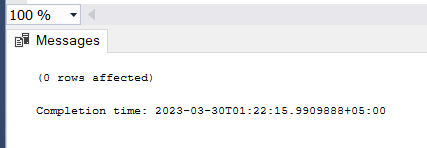 100 %
Messages
(0 rows affected)
Completion time: 2023-03-30T01:22:15.9909888+05:00